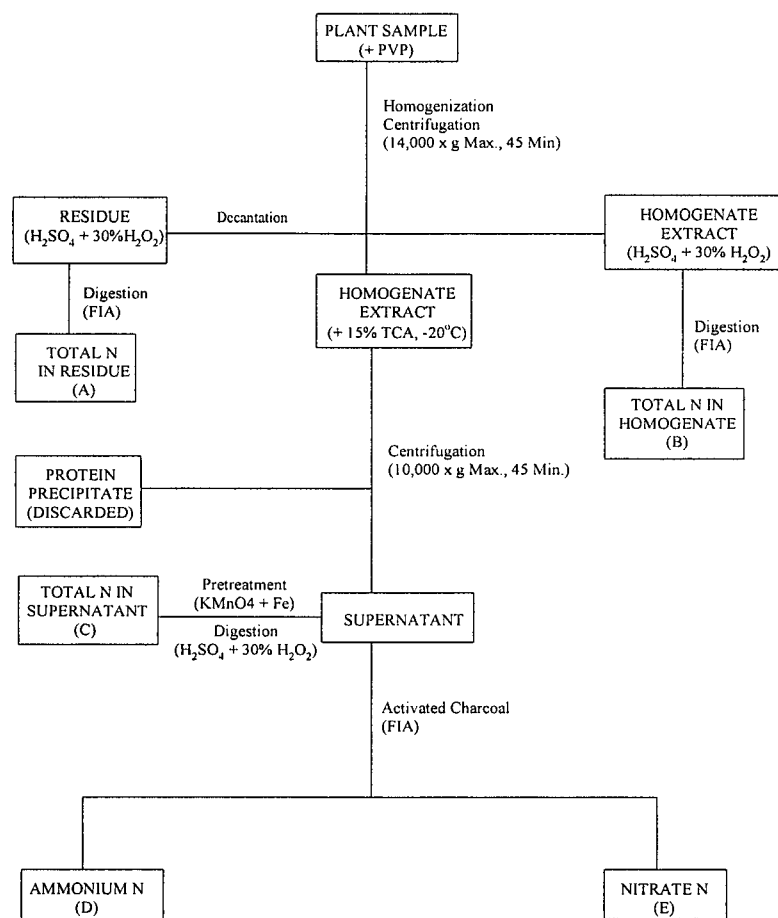 PLANT SAMPLE
(+ PVP)
Homogenization
Centrifugation
(14,000 x g Max., 45 Min)
RESIDUE
(H₂SO₄ + 30%H₂O₂)
Decantation
HOMOGENATE
EXTRACT
(H₂SO₄ + 30% H₂O₂)
Digestion
(FIA)
HOMOGENATE
EXTRACT
(+ 15% TCA, -20°C)
Digestion
(FIA)
TOTAL N
IN RESIDUE
(A)
TOTAL N IN
HOMOGENATE
(B)
Centrifugation
(10,000 x g Max., 45 Min.)
PROTEIN
PRECIPITATE
(DISCARDED)
TOTAL N IN
SUPERNATANT
(C)
Pretreatment
(KMnO4 + Fe)
Digestion
(H₂SO₄ + 30% H₂O₂)
SUPERNATANT
Activated Charcoal
(FIA)
AMMONIUM N
(D)
NITRATE N
(E)